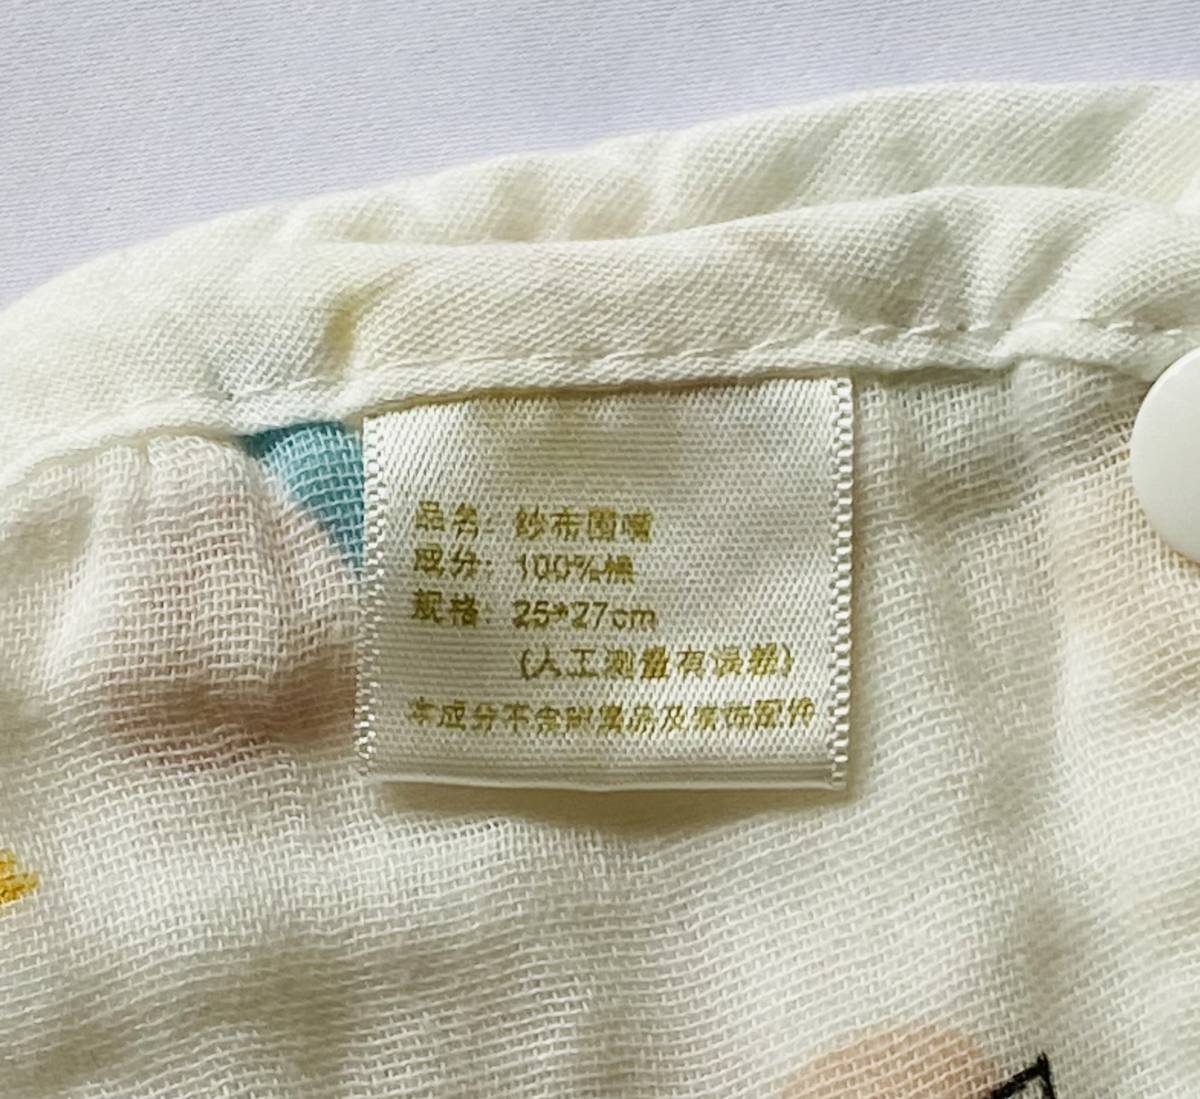 品名: 纱布围嘴
成分: 100%棉
规格: 25*27cm
(人工测量有误差)
本成分不含附属品及装饰配件